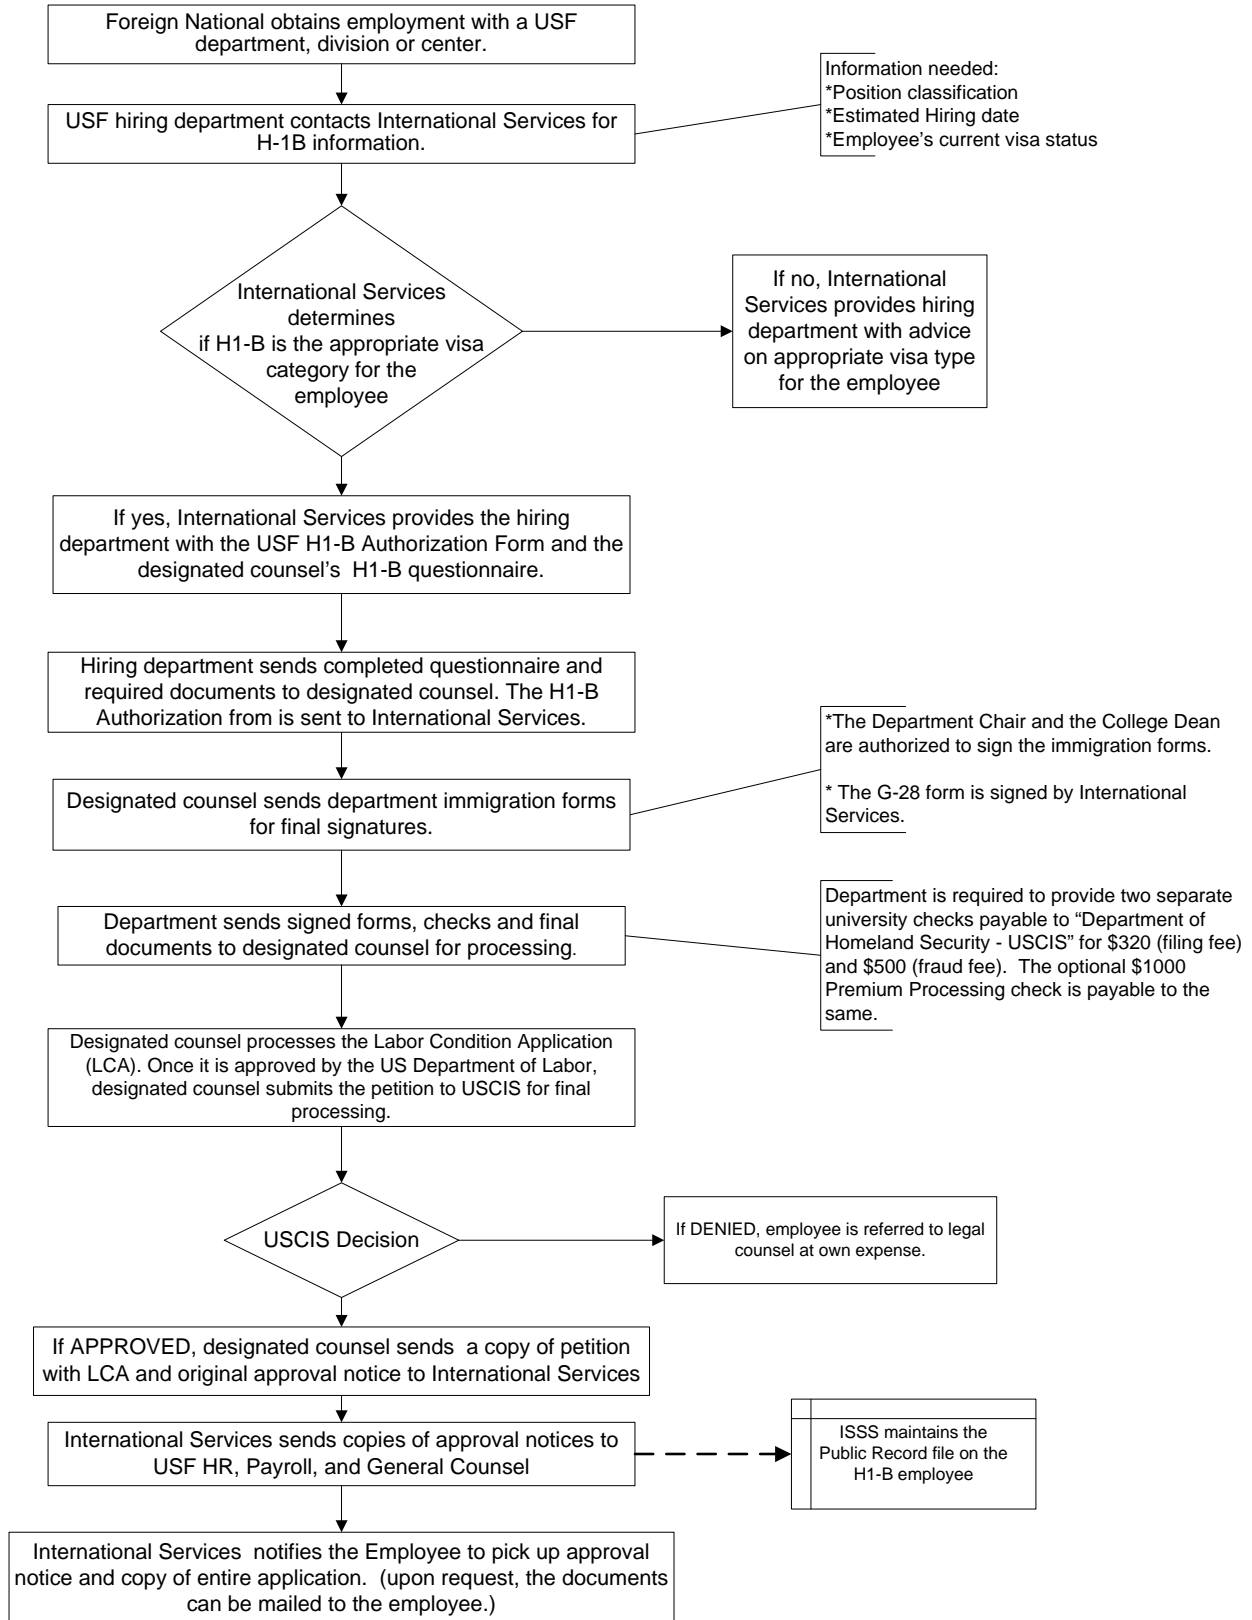 Foreign National obtains employment with a USF
department, division or center.
Information needed:
*Position classification
*Estimated Hiring date
*Employee's current visa status
USF hiring department contacts International Services for
H-1B information.
International Services
determines
if H1-B is the appropriate visa
category for the
employee
If no, International
Services provides hiring
department with advice
on appropriate visa type
for the employee
If yes, International Services provides the hiring
department with the USF H1-B Authorization Form and the
designated counsel's  H1-B questionnaire.
Hiring department sends completed questionnaire and
required documents to designated counsel. The H1-B
Authorization from is sent to International Services.
*The Department Chair and the College Dean
are authorized to sign the immigration forms.
* The G-28 form is signed by International
Services.
Designated counsel sends department immigration forms
for final signatures.
Department sends signed forms, checks and final
documents to designated counsel for processing.
Department is required to provide two separate
university checks payable to “Department of
Homeland Security - USCIS” for $320 (filing fee)
and $500 (fraud fee).  The optional $1000
Premium Processing check is payable to the
same.
Designated counsel processes the Labor Condition Application
(LCA). Once it is approved by the US Department of Labor,
designated counsel submits the petition to USCIS for final
processing.
USCIS Decision
If DENIED, employee is referred to legal
counsel at own expense.
If APPROVED, designated counsel sends  a copy of petition
with LCA and original approval notice to International Services
International Services sends copies of approval notices to
USF HR, Payroll, and General Counsel
ISSS maintains the
Public Record file on the
H1-B employee
International Services  notifies the Employee to pick up approval
notice and copy of entire application.  (upon request, the documents
can be mailed to the employee.)